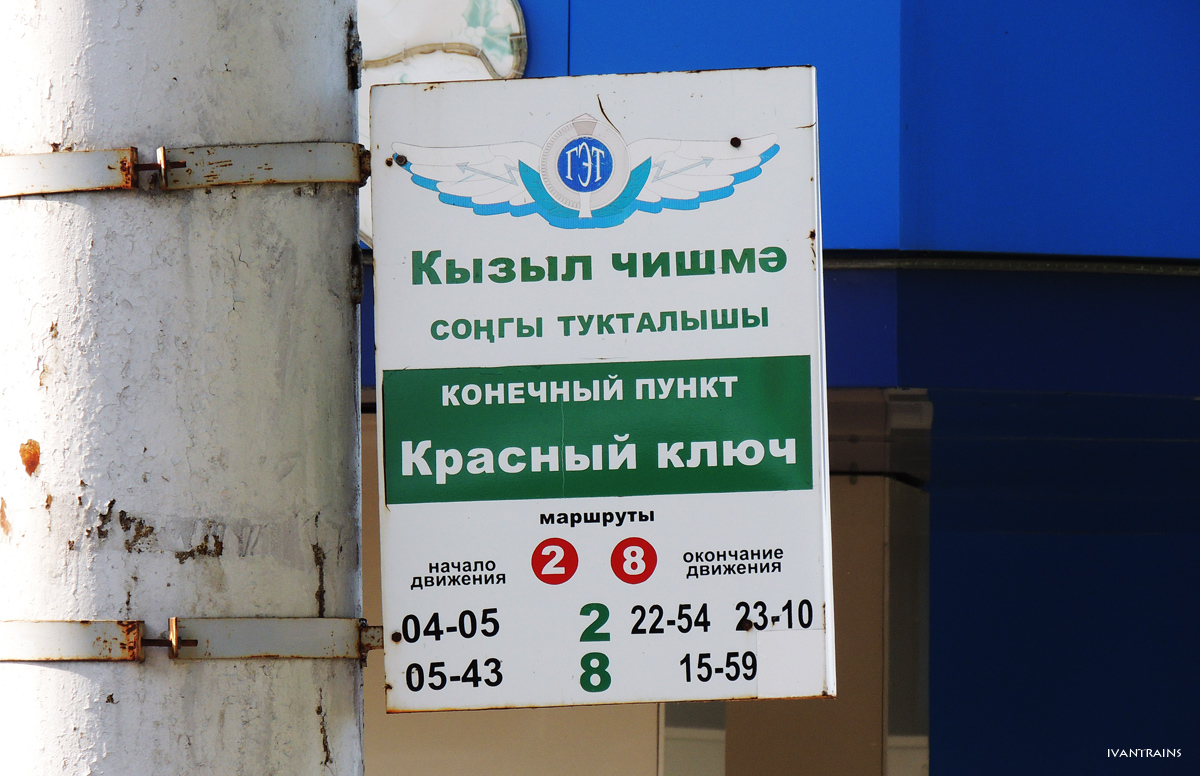 ГЭТ
Кызыл чишмә
СОҢГЫ ТУКТАЛЫШЫ
КОНЕЧНЫЙ ПУНКТ
Красный ключ
маршруты
начало движения
2 8
окончание движения
04-05 2 22-54 23-10
05-43 8 15-59
IVANTRAINS